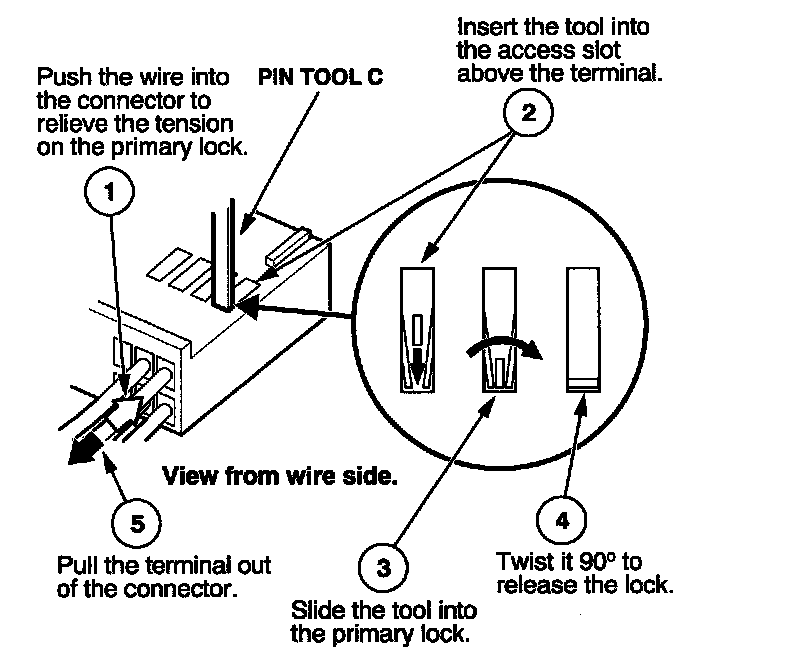 Insert the tool into
the access slot
above the terminal.
2
Push the wire into
the connector to
relieve the tension
on the primary lock.
1
PIN TOOL C
View from wire side.
3
Slide the tool into
the primary lock.
4
Twist it 90º to
release the lock.
5
Pull the terminal out
of the connector.